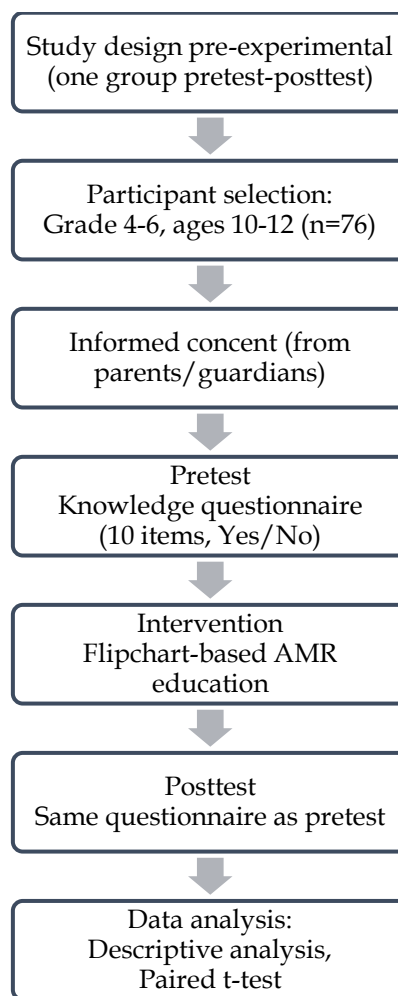 Study design pre-experimental
(one group pretest-posttest)
Participant selection:
Grade 4-6, ages 10-12 (n=76)
Informed concent (from
parents/guardians)
Pretest
Knowledge questionnaire
(10 items, Yes/No)
Intervention
Flipchart-based AMR
education
Posttest
Same questionnaire as pretest
Data analysis:
Descriptive analysis,
Paired t-test